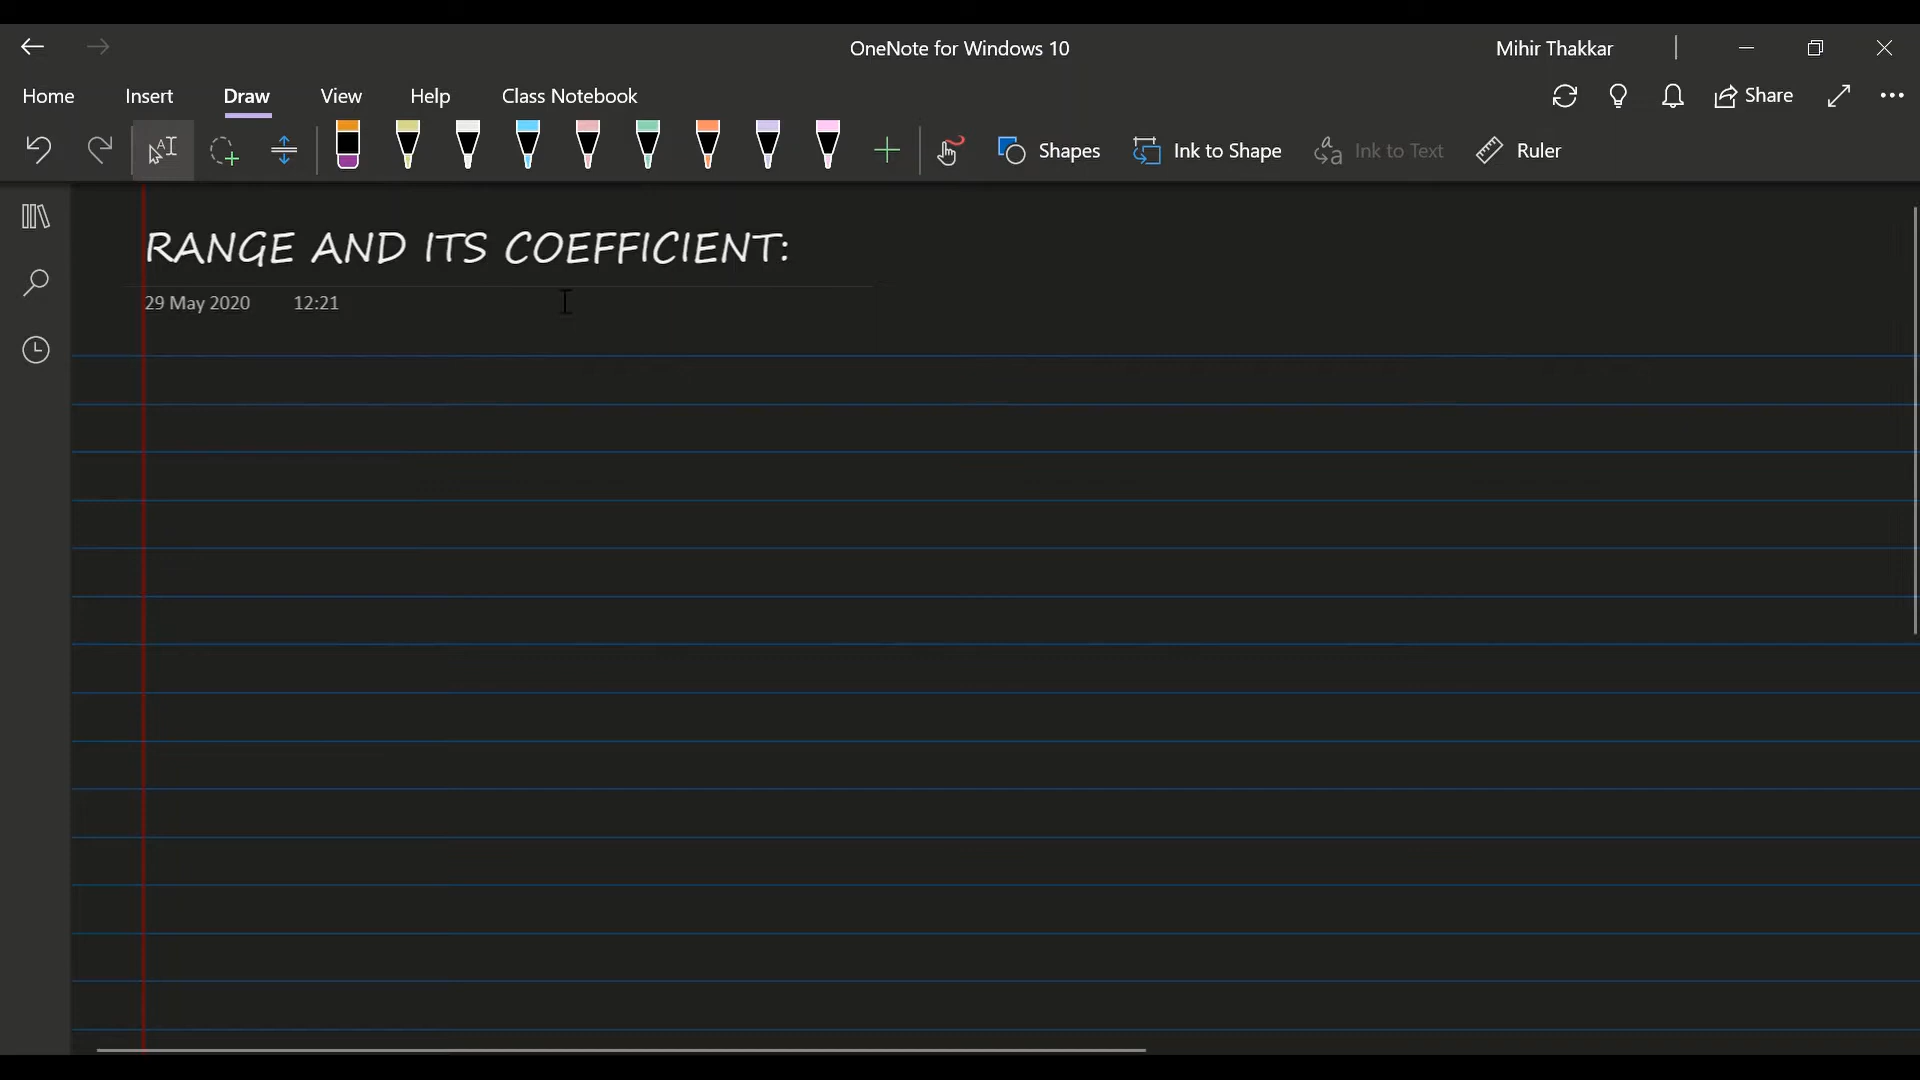 OneNote for Windows 10
Mihir Thakkar
Home Insert Draw View Help Class Notebook
Share
Shapes Ink to Shape Ink to Text Ruler
RANGE AND ITS COEFFICIENT:
29 May 2020 12:21